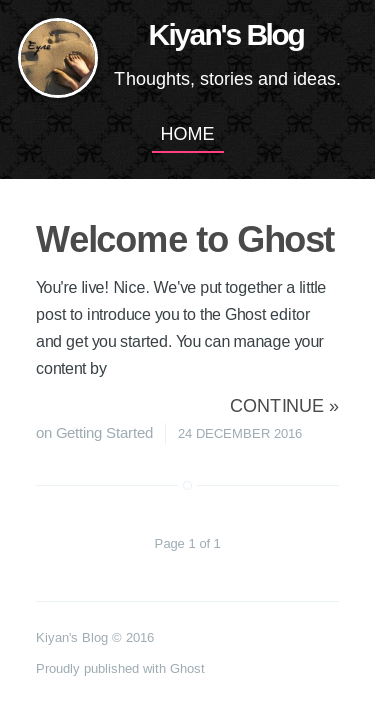 Eyre
Kiyan's Blog
Thoughts, stories and ideas.
HOME
Welcome to Ghost
You're live! Nice. We've put together a little
post to introduce you to the Ghost editor
and get you started. You can manage your
content by
CONTINUE »
on Getting Started
24 DECEMBER 2016
Page 1 of 1
Kiyan's Blog © 2016
Proudly published with Ghost